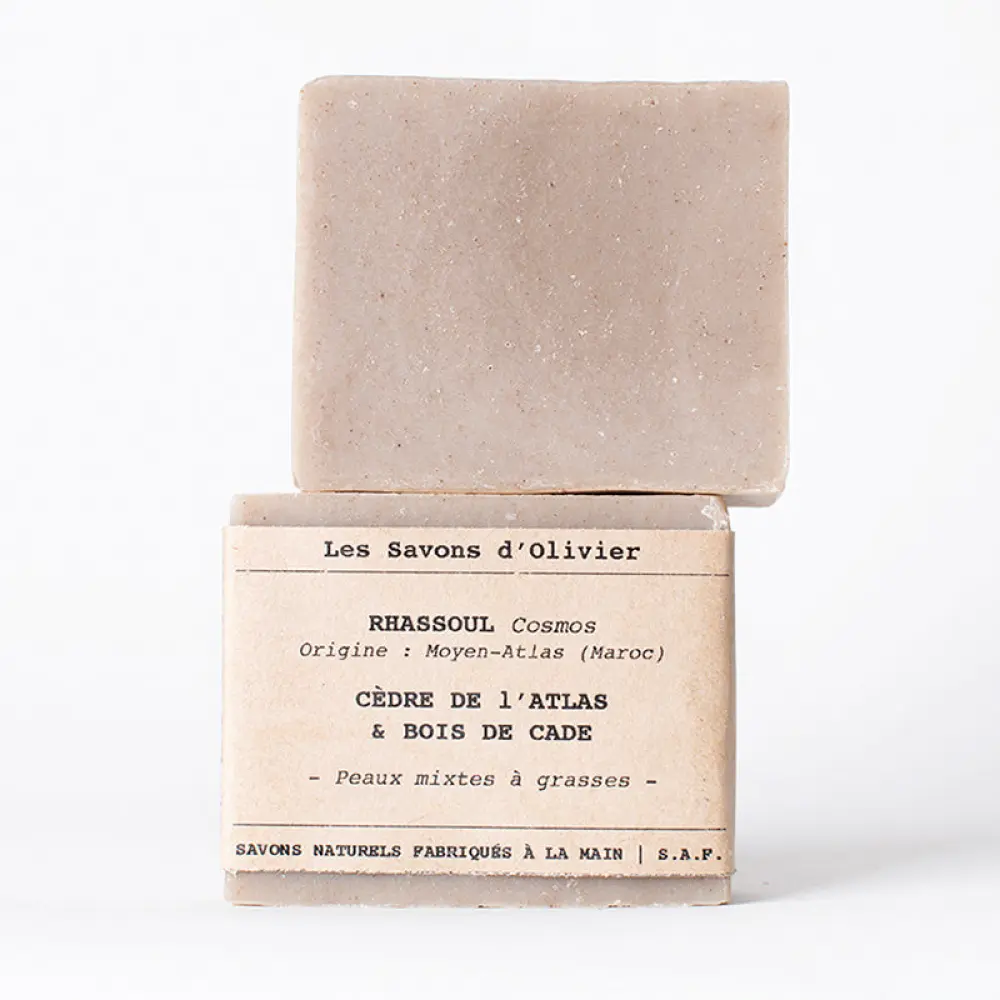 Les Savons d'Olivier
RHASSOUL Cosmos
Origine : Moyen-Atlas (Maroc)
CÈDRE DE l'ATLAS
& BOIS DE CADE
- Peaux mixtes à grasses -
SAVONS NATURELS FABRIQUÉS À LA MAIN | S.A.F.